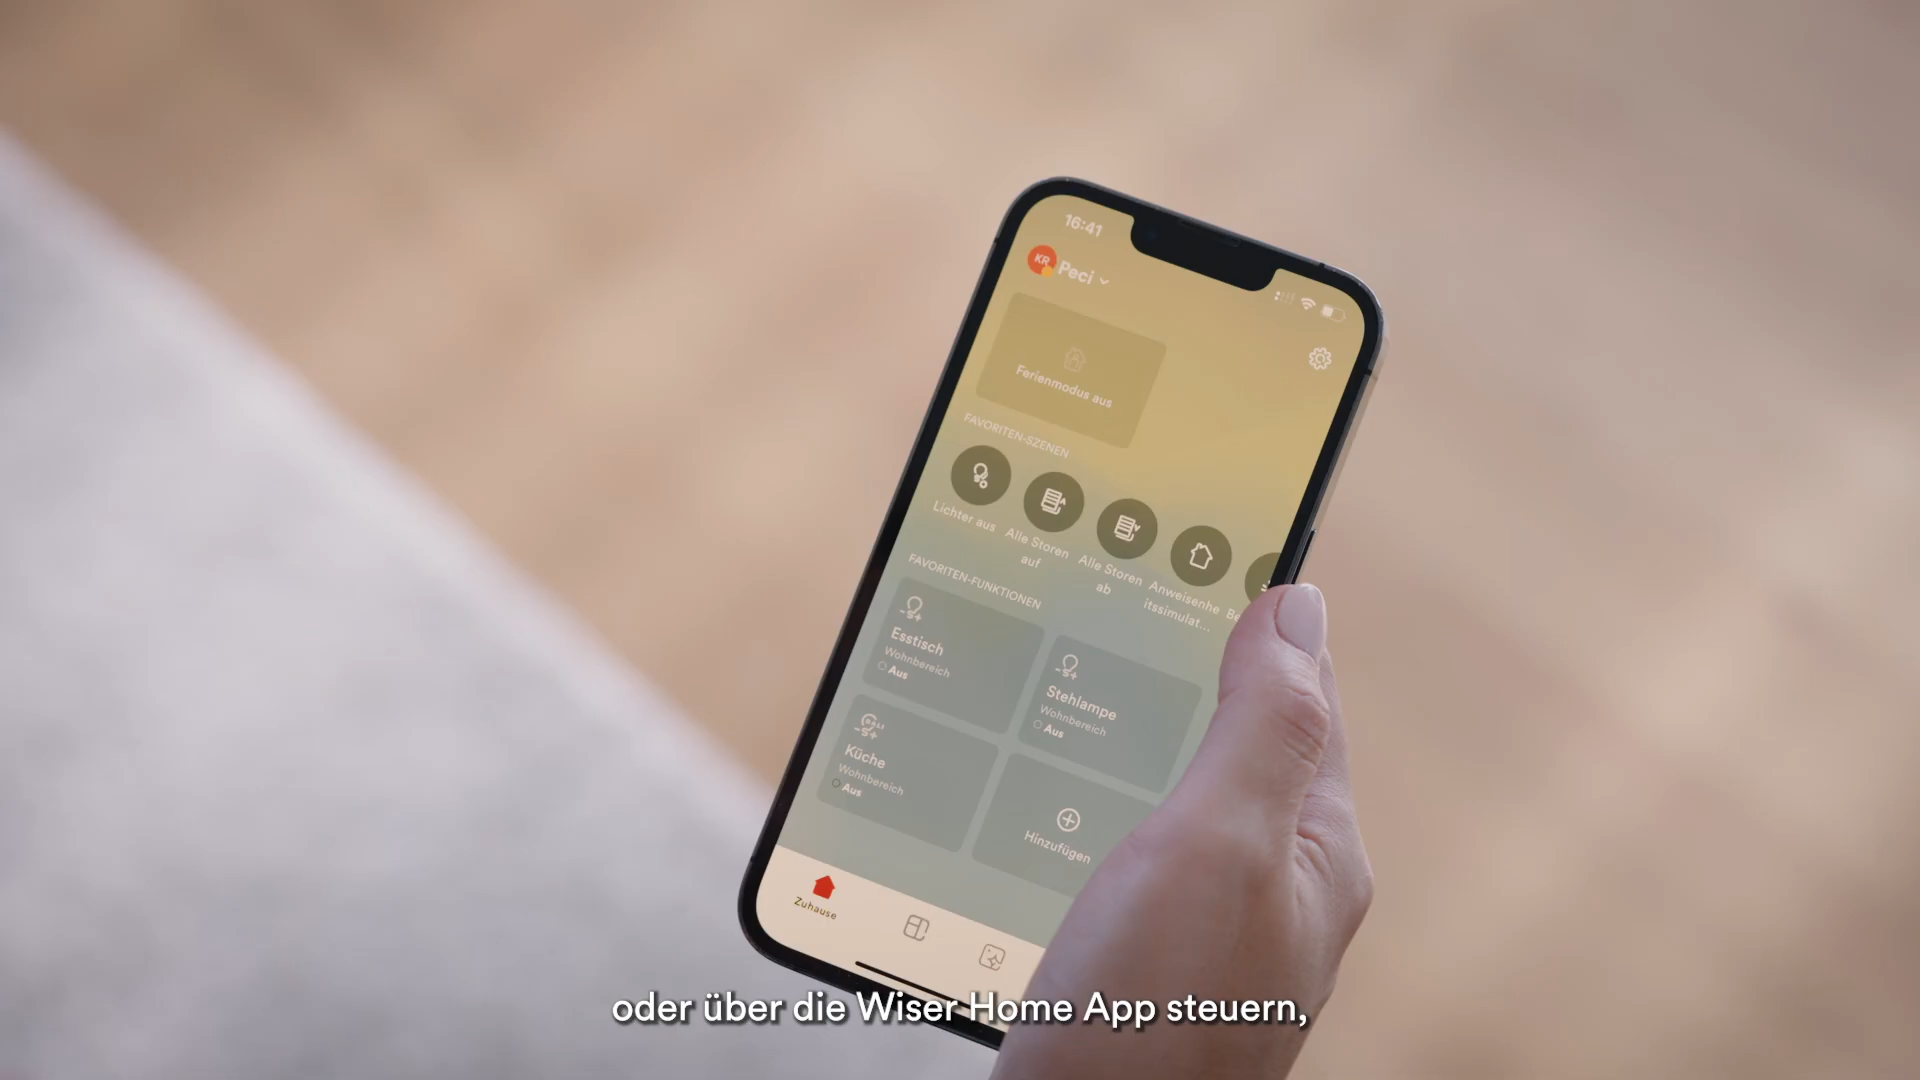 16:41
KR
Peci
Ferienmodus aus
FAVORITEN-SZENEN
Lichter aus
Alle Storen
auf
Alle Storen
ab
Anweisenhe
itssimulat...
Be
FAVORITEN-FUNKTIONEN
Esstisch
Wohnbereich
Aus
Stehlampe
Wohnbereich
Aus
DALI
Küche
Wohnbereich
Aus
Hinzufügen
Zuhause
oder über die Wiser Home App steuern,